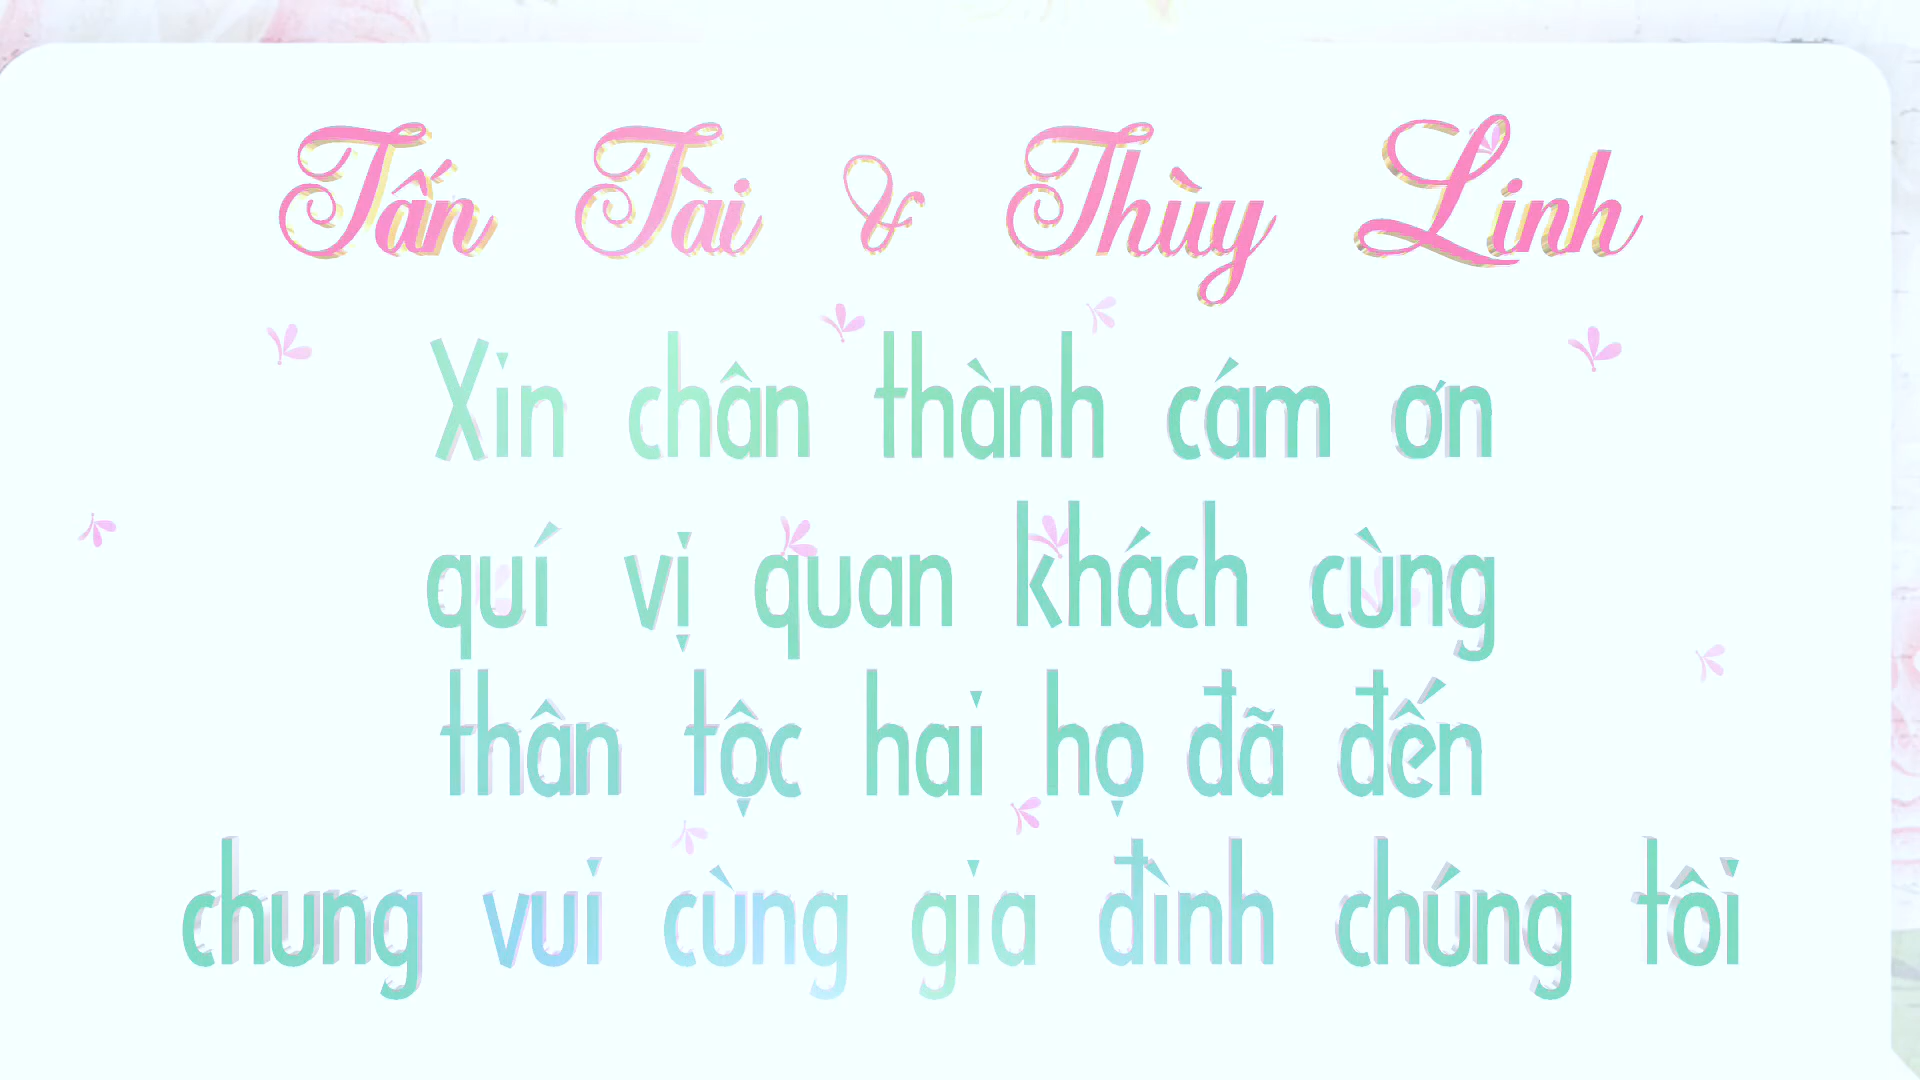 Tấn Tài & Thùy Linh
Xin chân thành cám ơn
quí vị quan khách cùng
thân tộc hai họ đã đến
chung vui cùng gia đình chúng tôi